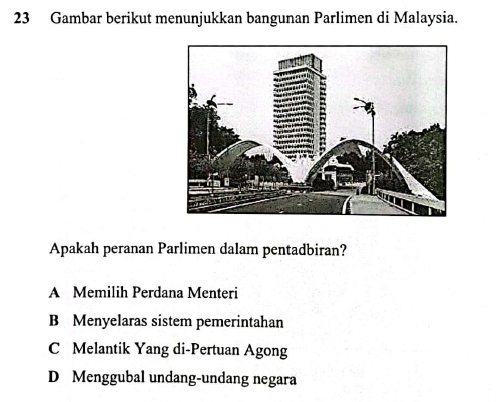 23 Gambar berikut menunjukkan bangunan Parlimen di Malaysia.
Apakah peranan Parlimen dalam pentadbiran?
A Memilih Perdana Menteri
B Menyelaras sistem pemerintahan
C Melantik Yang di-Pertuan Agong
D Menggubal undang-undang negara